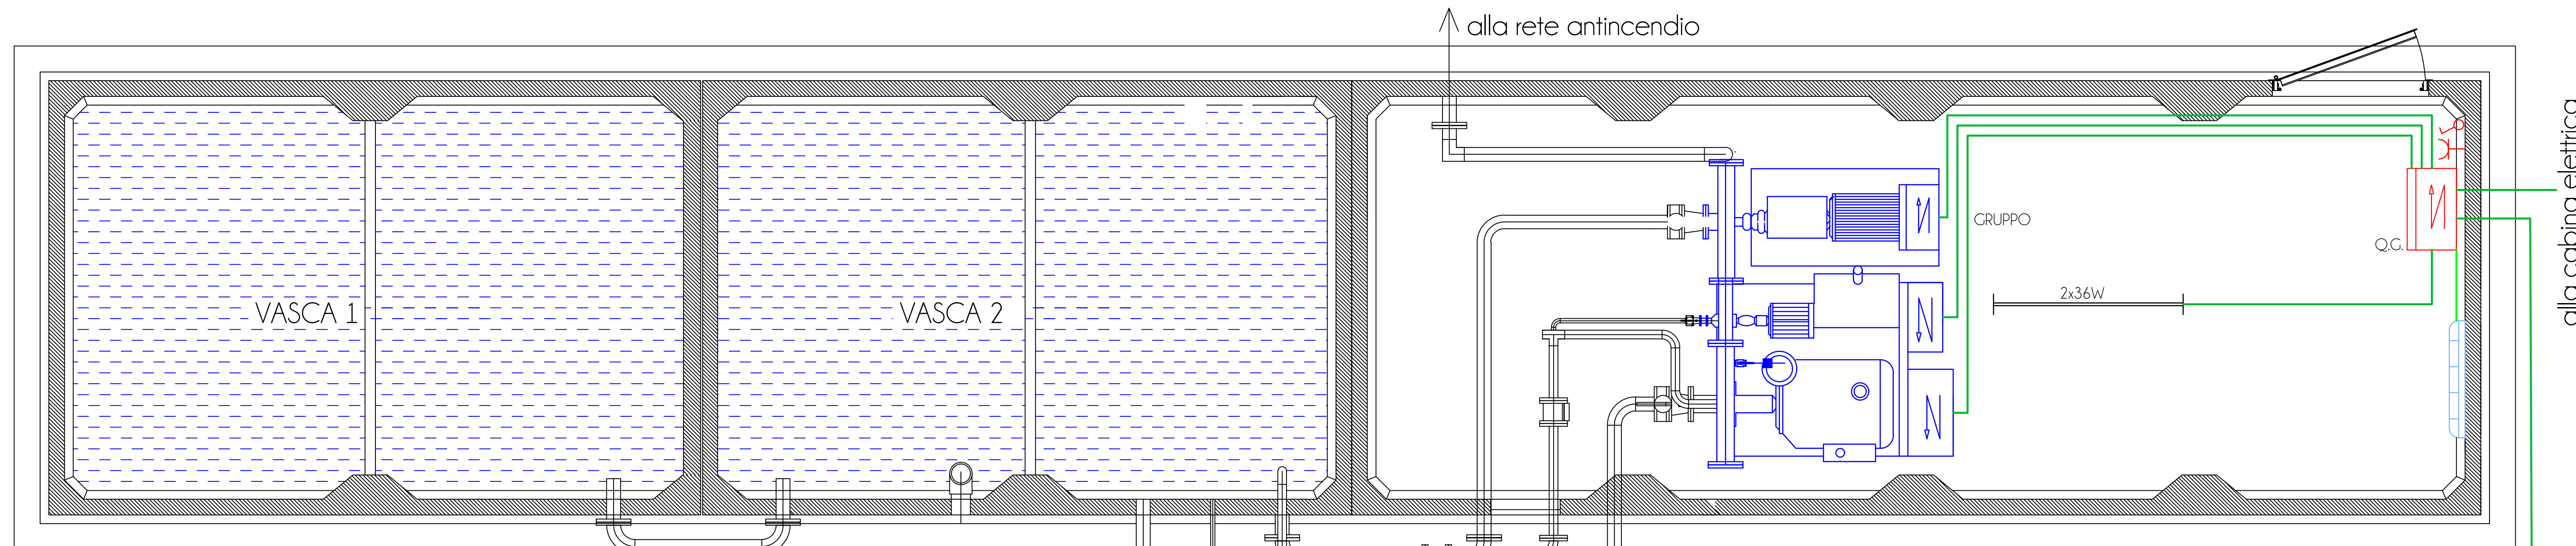 alla rete antincendio
VASCA 1
VASCA 2
GRUPPO
Q.G.
2x36W
alla cabina elettrica